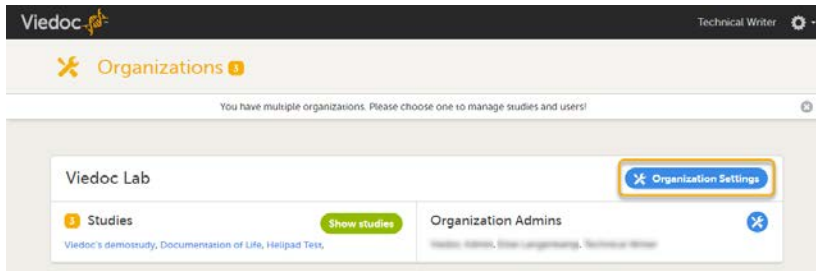 Viedoc
Technical Writer
Organizations 3
You have multiple organizations. Please choose one to manage studies and users!
Viedoc Lab
Organization Settings
3 Studies
Show studies
Organization Admins
Viedoc's demostudy, Documentation of Life, Helipad Test,